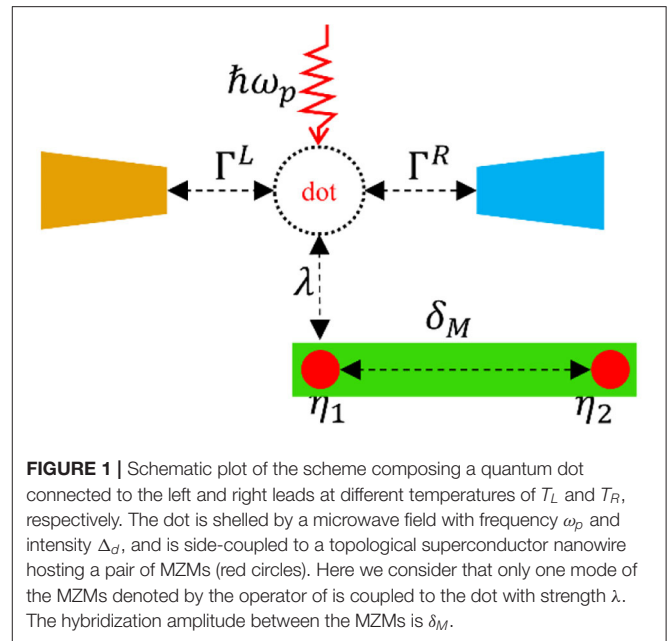 ℏω_p
Γ^L
Γ^R
dot
λ
δ_M
η_1
η_2
FIGURE 1 | Schematic plot of the scheme composing a quantum dot
connected to the left and right leads at different temperatures of T_L and T_R,
respectively. The dot is shelled by a microwave field with frequency ω_p and
intensity Δ_d, and is side-coupled to a topological superconductor nanowire
hosting a pair of MZMs (red circles). Here we consider that only one mode of
the MZMs denoted by the operator of is coupled to the dot with strength λ.
The hybridization amplitude between the MZMs is δ_M.